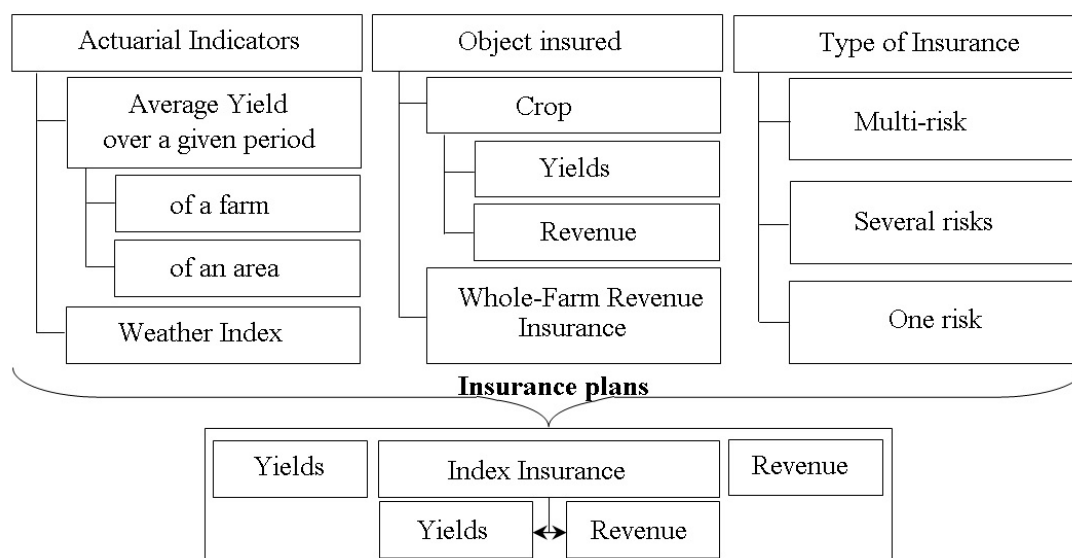 Actuarial Indicators
Average Yield
over a given period
of a farm
of an area
Weather Index
Object insured
Crop
Yields
Revenue
Whole-Farm Revenue
Insurance
Type of Insurance
Multi-risk
Several risks
One risk
Insurance plans
Yields
Index Insurance
Revenue
Yields
Revenue